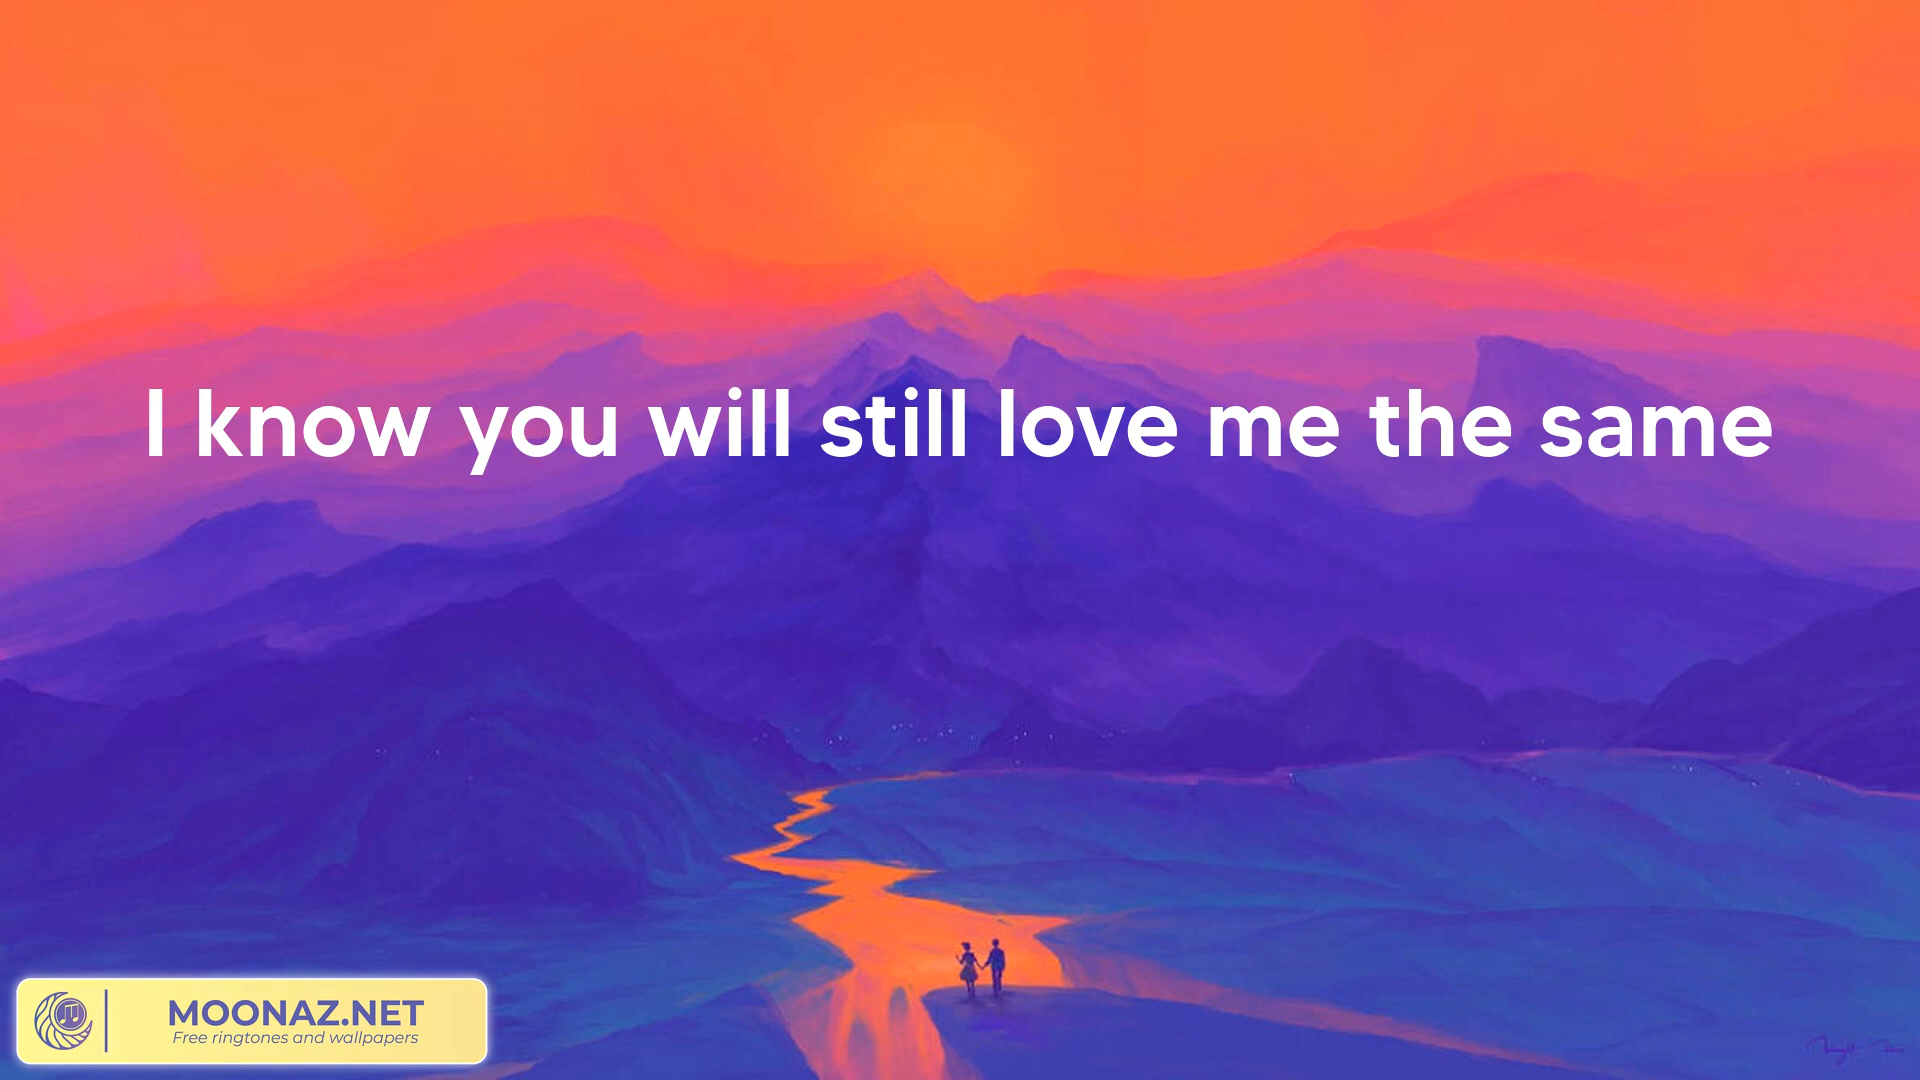 I know you will still love me the same
MOONAZ.NET
Free ringtones and wallpapers